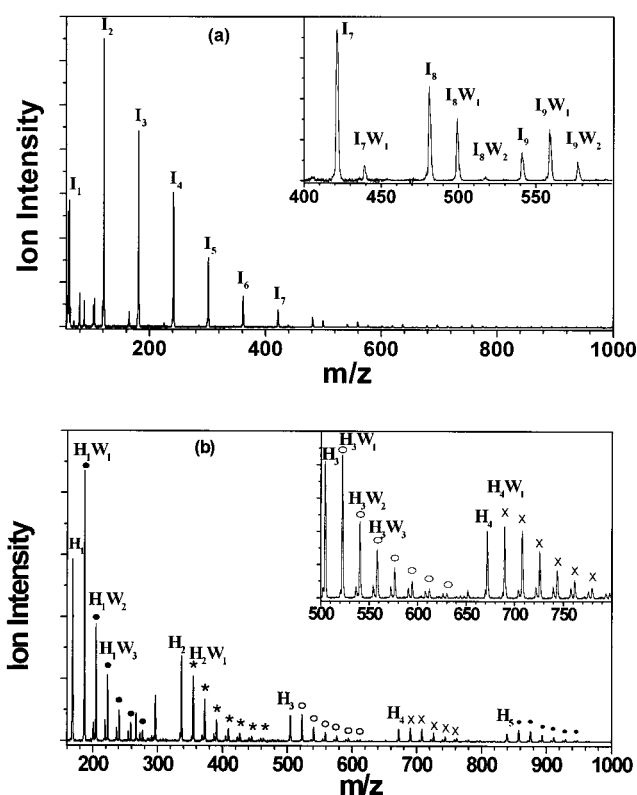 (a)
Ion Intensity
I₁
I₂
I₃
I₄
I₅
I₆
I₇
I₇
I₇W₁
I₈
I₈W₁
I₈W₂
I₉
I₉W₁
I₉W₂
400 450 500 550
200 400 600 800 1000
m/z
(b)
Ion Intensity
H₁
H₁W₁
H₁W₂
H₁W₃
H₂
H₂W₁
H₃
H₄
H₅
H₃
H₃W₁
H₃W₂
H₃W₃
H₄
H₄W₁
500 550 600 650 700 750
200 300 400 500 600 700 800 900 1000
m/z